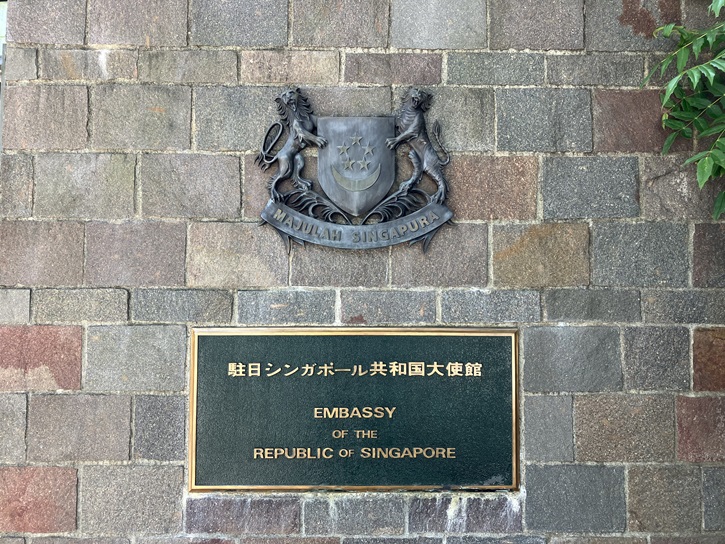 MAJULAH SINGAPURA
駐日シンガポール共和国大使館
EMBASSY
OF THE
REPUBLIC OF SINGAPORE